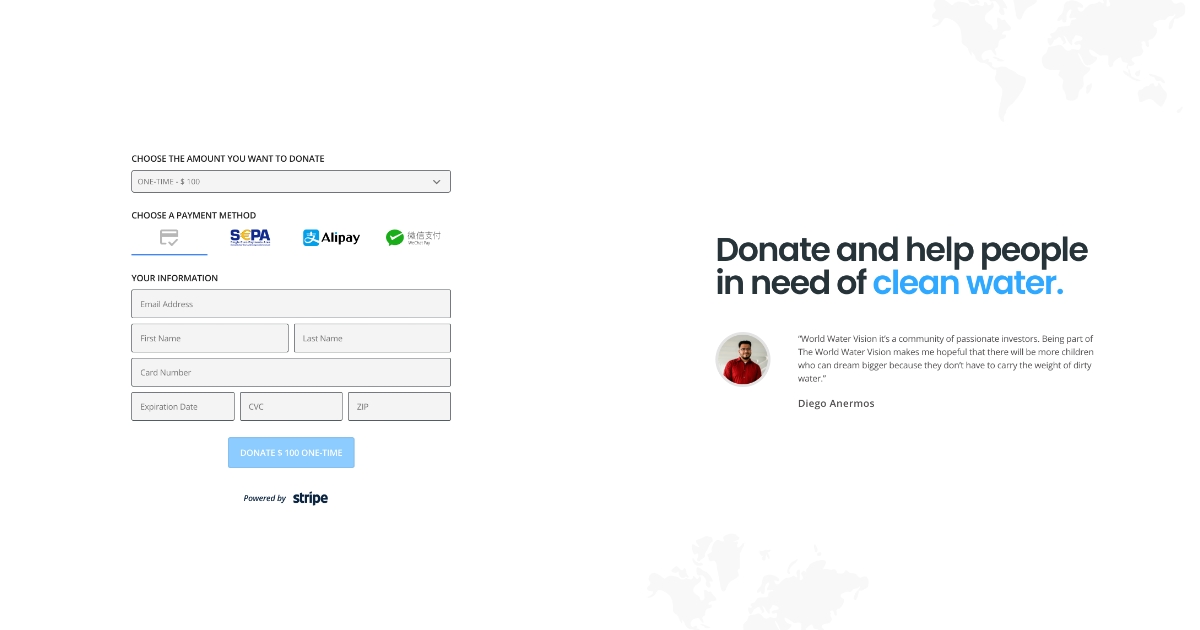 CHOOSE THE AMOUNT YOU WANT TO DONATE
ONE-TIME - $ 100
CHOOSE A PAYMENT METHOD
S€PA
Alipay
微信支付
WeChat Pay
YOUR INFORMATION
Email Address
First Name
Last Name
Card Number
Expiration Date
CVC
ZIP
DONATE $ 100 ONE-TIME
Powered by stripe
Donate and help people
in need of clean water.
“World Water Vision it’s a community of passionate investors. Being part of
The World Water Vision makes me hopeful that there will be more children
who can dream bigger because they don’t have to carry the weight of dirty
water.”
Diego Anermos